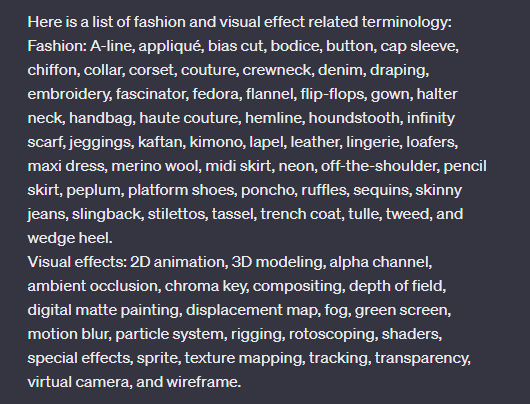 Here is a list of fashion and visual effect related terminology:
Fashion: A-line, appliqué, bias cut, bodice, button, cap sleeve,
chiffon, collar, corset, couture, crewneck, denim, draping,
embroidery, fascinator, fedora, flannel, flip-flops, gown, halter
neck, handbag, haute couture, hemline, houndstooth, infinity
scarf, jeggings, kaftan, kimono, lapel, leather, lingerie, loafers,
maxi dress, merino wool, midi skirt, neon, off-the-shoulder, pencil
skirt, peplum, platform shoes, poncho, ruffles, sequins, skinny
jeans, slingback, stilettos, tassel, trench coat, tulle, tweed, and
wedge heel.
Visual effects: 2D animation, 3D modeling, alpha channel,
ambient occlusion, chroma key, compositing, depth of field,
digital matte painting, displacement map, fog, green screen,
motion blur, particle system, rigging, rotoscoping, shaders,
special effects, sprite, texture mapping, tracking, transparency,
virtual camera, and wireframe.